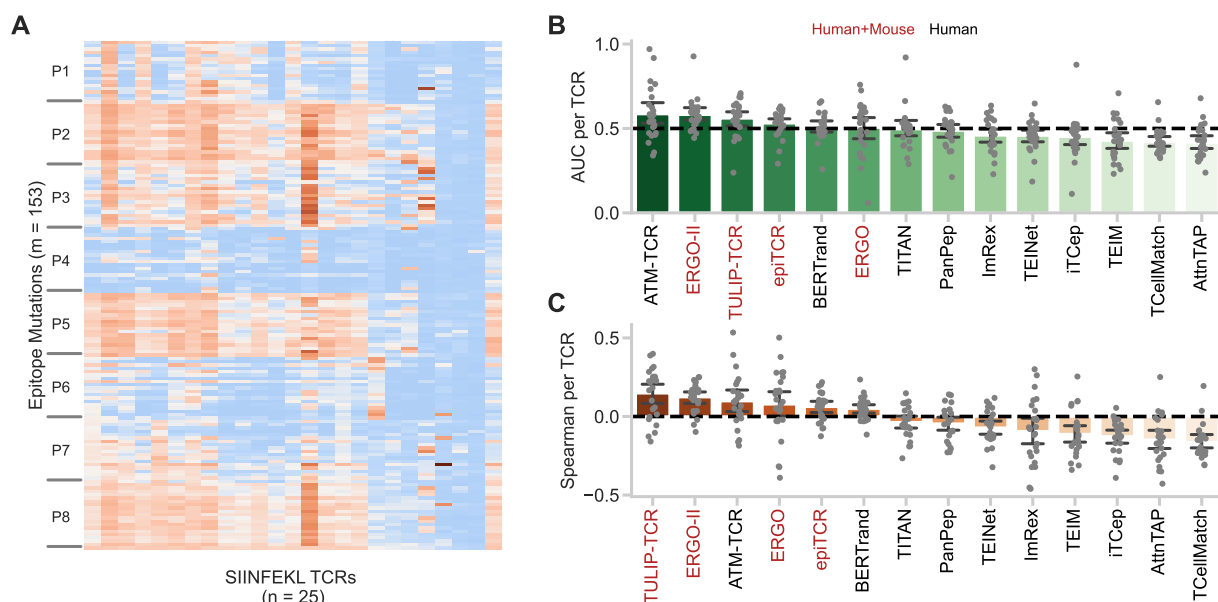 A
P1
P2
P3
P4
P5
P6
P7
P8
Epitope Mutations (m = 153)
SIINFEKL TCRs
(n = 25)
B
Human+Mouse Human
1.0
0.5
0.0
AUC per TCR
ATM-TCR
ERGO-II
TULIP-TCR
epiTCR
BERTrand
ERGO
TITAN
PanPep
ImRex
TEINet
iTCep
TEIM
TCellMatch
AttnTAP
C
0.5
0.0
−0.5
Spearman per TCR
TULIP-TCR
ERGO-II
ATM-TCR
ERGO
epiTCR
BERTrand
TITAN
PanPep
TEINet
ImRex
TEIM
iTCep
AttnTAP
TCellMatch